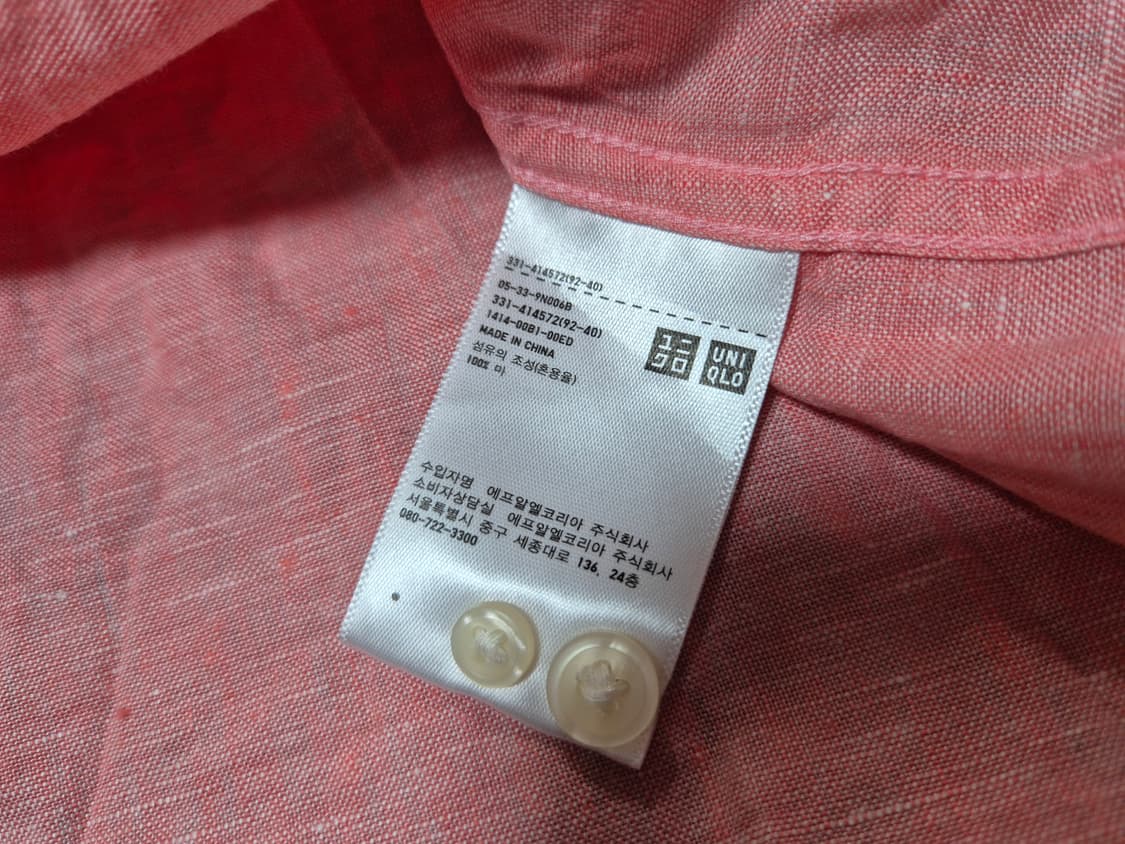 331-414572(92-40)
05-33-9N006B
331-414572(92-40)
1414-00B1-00ED
MADE IN CHINA
섬유의 조성(혼용율)
100% 마
ユニ
クロ
UNI
QLO
수입자명 에프알엘코리아 주식회사
소비자상담실 에프알엘코리아 주식회사
서울특별시 중구 세종대로 136, 24층
080-722-3300